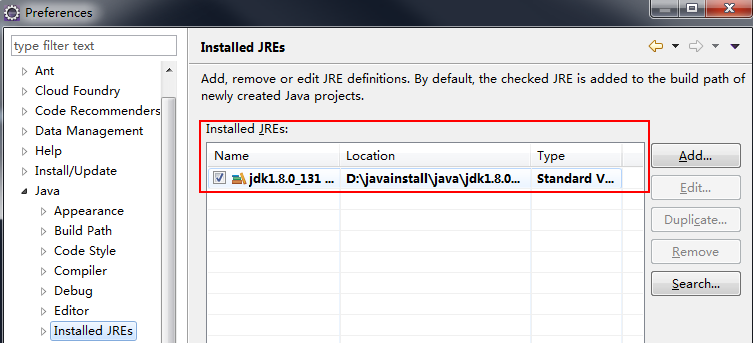 Preferences
type filter text
Ant
Cloud Foundry
Code Recommenders
Data Management
Help
Install/Update
Java
Appearance
Build Path
Code Style
Compiler
Debug
Editor
Installed JREs
Installed JREs
Add, remove or edit JRE definitions. By default, the checked JRE is added to the build path of
newly created Java projects.
Installed JREs:
Name Location Type
jdk1.8.0_131 ... D:\javainstall\java\jdk1.8.0... Standard V...
Add...
Edit...
Duplicate...
Remove
Search...